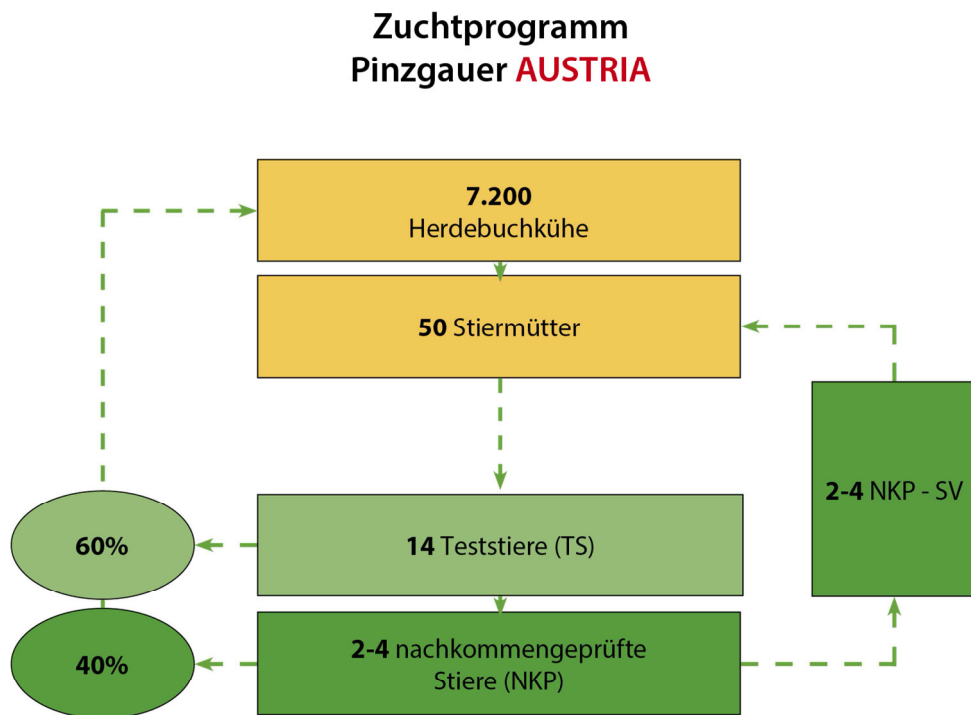 Zuchtprogramm
Pinzgauer AUSTRIA
7.200
Herdebuchkühe
50 Stiermütter
2-4 NKP - SV
60%
14 Teststiere (TS)
40%
2-4 nachkommengeprüfte
Stiere (NKP)